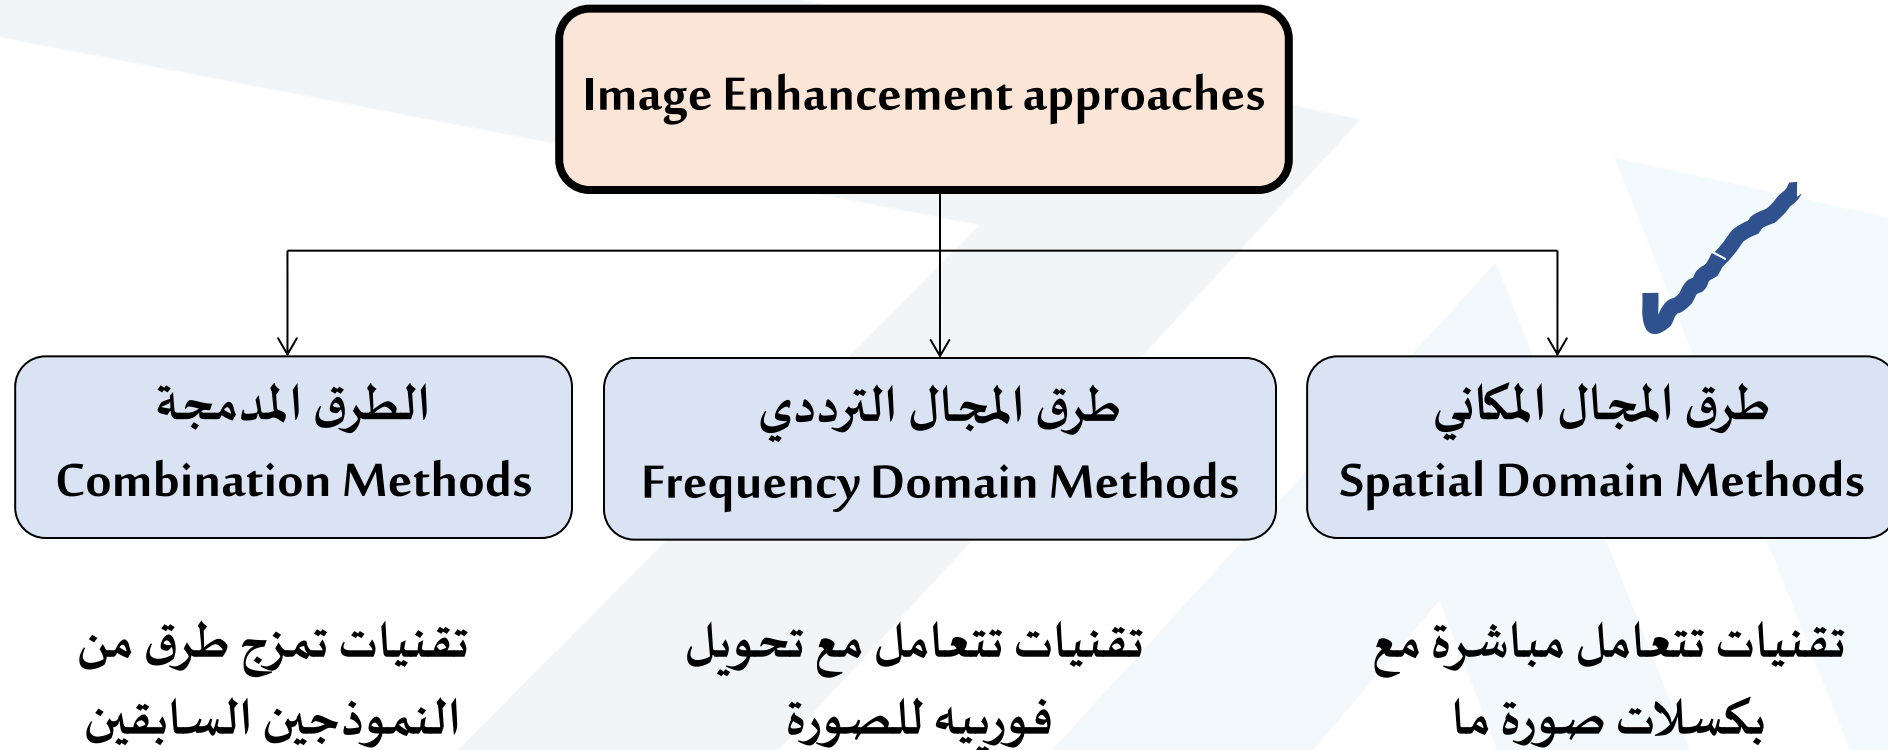 Image Enhancement approaches
طرق المجال المكاني
Spatial Domain Methods
تقنيات تتعامل مباشرة مع
بكسلات صورة ما
طرق المجال الترددي
Frequency Domain Methods
تقنيات تتعامل مع تحويل
فورييه للصورة
الطرق المدمجة
Combination Methods
تقنيات تمزج طرق من
النموذجين السابقين